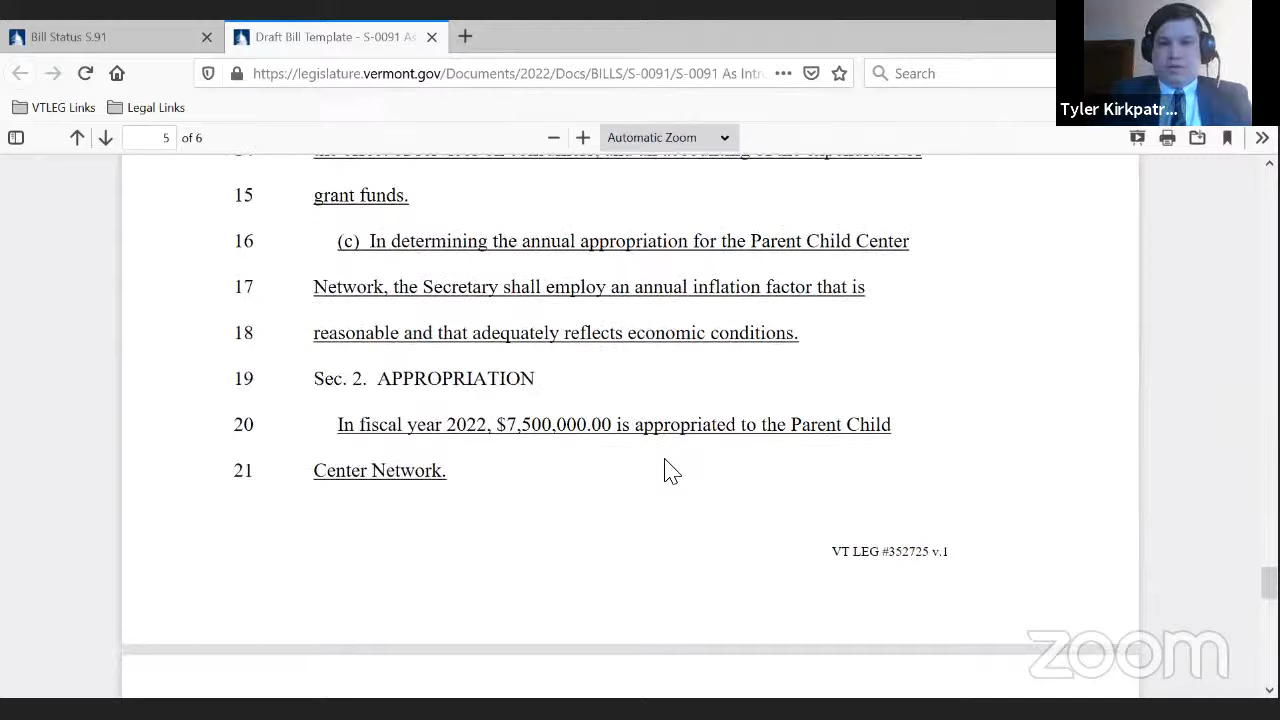 Bill Status S.91
Draft Bill Template - S-0091 As
https://legislature.vermont.gov/Documents/2022/Docs/BILLS/S-0091/S-0091 As Intr
Search
VTLEG Links
Legal Links
Tyler Kirkpatr...
5 of 6
Automatic Zoom
15 grant funds.
16 (c) In determining the annual appropriation for the Parent Child Center
17 Network, the Secretary shall employ an annual inflation factor that is
18 reasonable and that adequately reflects economic conditions.
19 Sec. 2. APPROPRIATION
20 In fiscal year 2022, $7,500,000.00 is appropriated to the Parent Child
21 Center Network.
VT LEG #352725 v.1
zoom